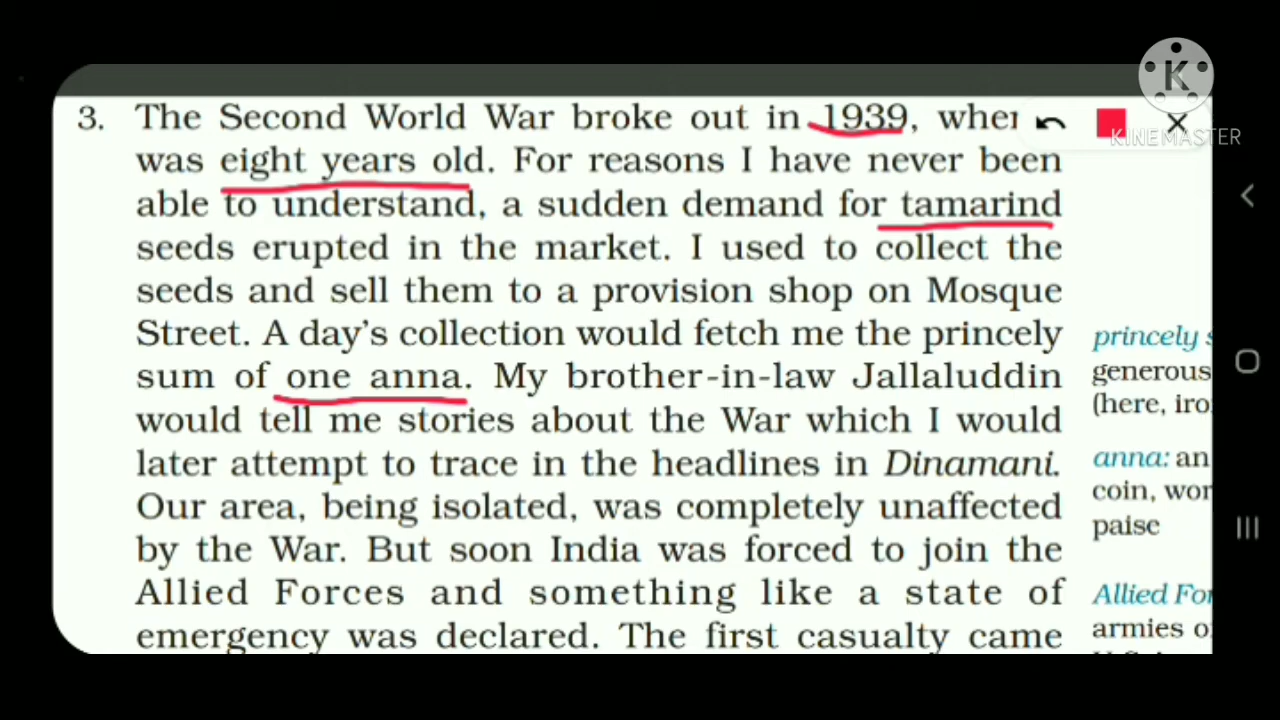 3. The Second World War broke out in 1939, when
was eight years old. For reasons I have never been
able to understand, a sudden demand for tamarind
seeds erupted in the market. I used to collect the
seeds and sell them to a provision shop on Mosque
Street. A day's collection would fetch me the princely
sum of one anna. My brother-in-law Jallaluddin
would tell me stories about the War which I would
later attempt to trace in the headlines in Dinamani.
Our area, being isolated, was completely unaffected
by the War. But soon India was forced to join the
Allied Forces and something like a state of
emergency was declared. The first casualty came
princely s
generous
(here, iro
anna: an
coin, wor
paise
Allied For
armies o
K
KINEMASTER